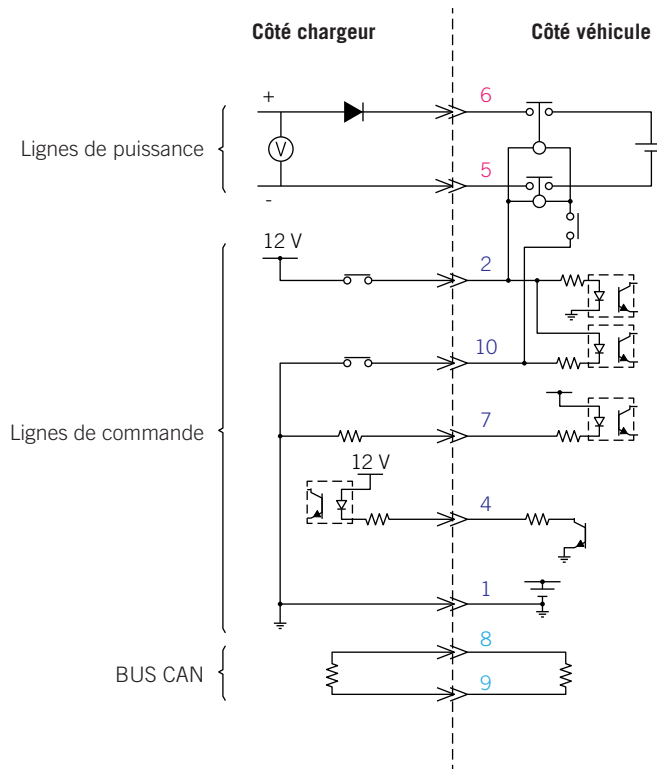 Côté chargeur
Côté véhicule
+
6
V
Lignes de puissance
5
-
12 V
2
10
7
Lignes de commande
12 V
4
1
8
BUS CAN
9